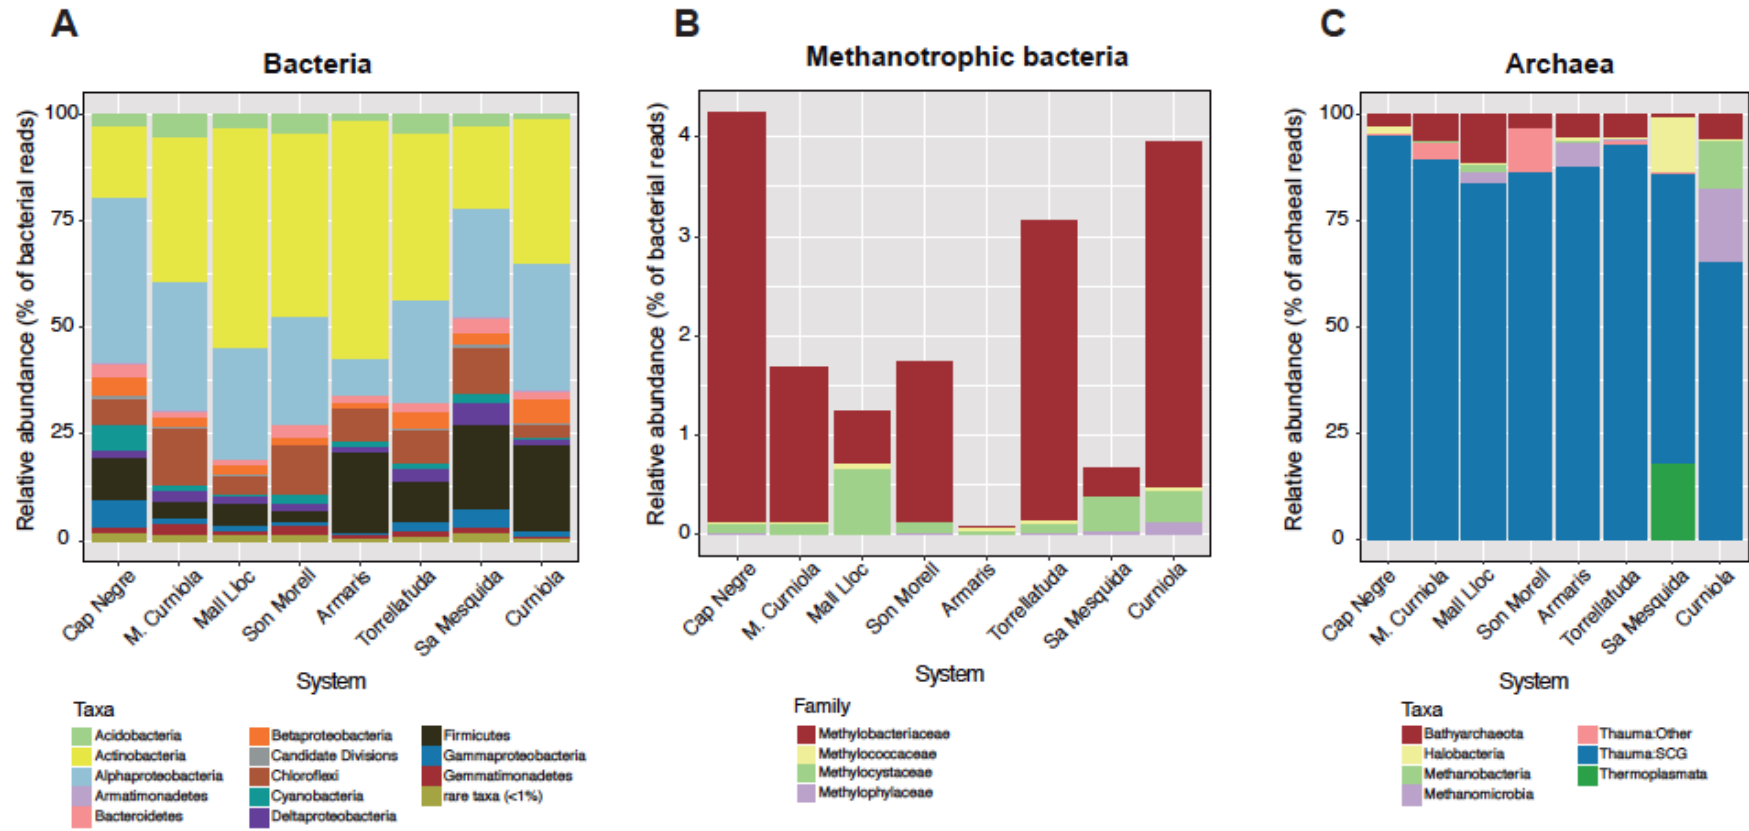 A
Bacteria
Relative abundance (% of bacterial reads)
100
75
50
25
0
Cap Negre
M. Curniola
Mall Lloc
Son Morell
Armaris
Torrellafuda
Sa Mesquida
Curniola
System
Taxa
Acidobacteria
Actinobacteria
Alphaproteobacteria
Armatimonadetes
Bacteroidetes
Betaproteobacteria
Candidate Divisions
Chloroflexi
Cyanobacteria
Deltaproteobacteria
Firmicutes
Gammaproteobacteria
Gemmatimonadetes
rare taxa (<1%)
B
Methanotrophic bacteria
Relative abundance (% of bacterial reads)
4
3
2
1
0
Cap Negre
M. Curniola
Mall Lloc
Son Morell
Armaris
Torrellafuda
Sa Mesquida
Curniola
System
Family
Methylobacteriaceae
Methylococcaceae
Methylocystaceae
Methylophylaceae
C
Archaea
Relative abundance (% of archaeal reads)
100
75
50
25
0
Cap Negre
M. Curniola
Mall Lloc
Son Morell
Armaris
Torrellafuda
Sa Mesquida
Curniola
System
Taxa
Bathyarchaeota
Halobacteria
Methanobacteria
Methanomicrobia
Thauma:Other
Thauma:SCG
Thermoplasmata